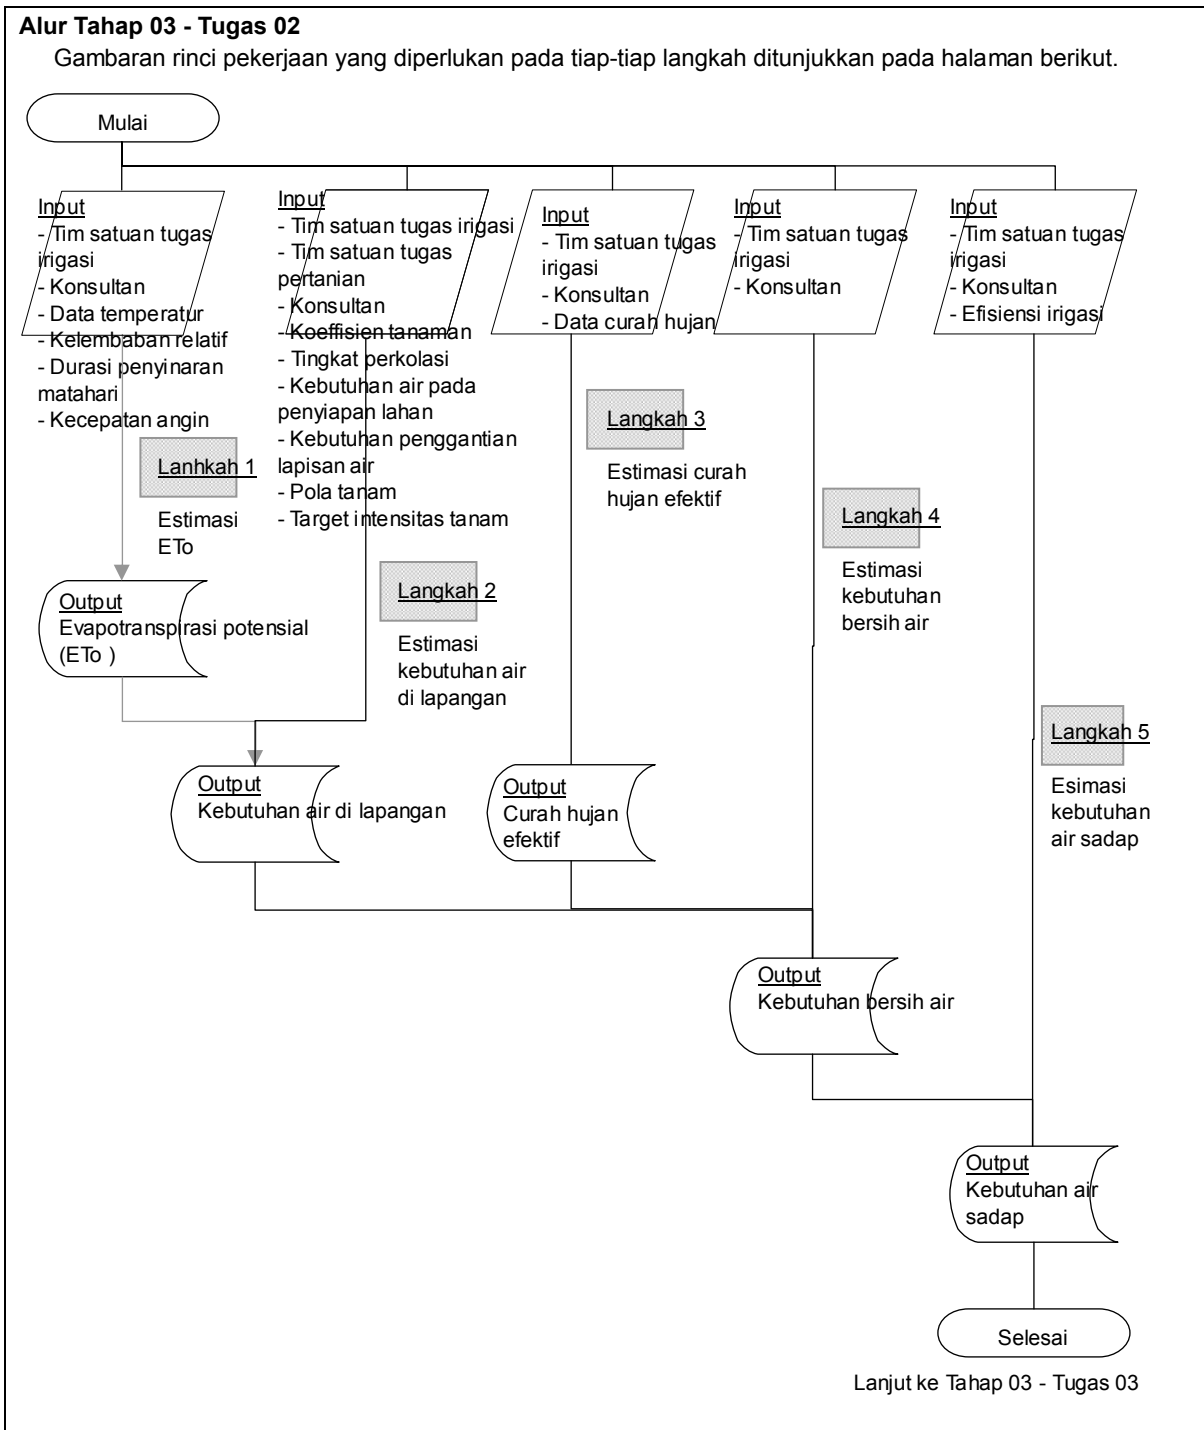 Alur Tahap 03 - Tugas 02
Gambaran rinci pekerjaan yang diperlukan pada tiap-tiap langkah ditunjukkan pada halaman berikut.
Mulai
Input
- Tim satuan tugas
irigasi
- Konsultan
- Data temperatur
- Kelembaban relatif
- Durasi penyinaran
matahari
- Kecepatan angin
Input
- Tim satuan tugas irigasi
- Tim satuan tugas
pertanian
- Konsultan
- Koeffisien tanaman
- Tingkat perkolasi
- Kebutuhan air pada
penyiapan lahan
- Kebutuhan penggantian
lapisan air
- Pola tanam
- Target intensitas tanam
Input
- Tim satuan tugas
irigasi
- Konsultan
- Data curah hujan
Input
- Tim satuan tugas
irigasi
- Konsultan
Input
- Tim satuan tugas
irigasi
- Konsultan
- Efisiensi irigasi
Lanhkah 1
Estimasi
ETo
Langkah 3
Estimasi curah
hujan efektif
Langkah 4
Estimasi
kebutuhan
bersih air
Output
Evapotranspirasi potensial
(ETo )
Langkah 2
Estimasi
kebutuhan air
di lapangan
Langkah 5
Esimasi
kebutuhan
air sadap
Output
Kebutuhan air di lapangan
Output
Curah hujan
efektif
Output
Kebutuhan bersih air
Output
Kebutuhan air
sadap
Selesai
Lanjut ke Tahap 03 - Tugas 03